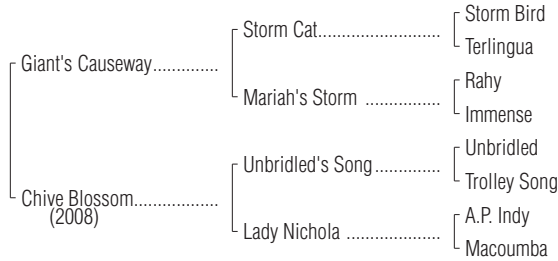 Storm Bird
Storm Cat..........................
Terlingua
Giant's Causeway..............
Rahy
Mariah's Storm ................
Immense
Unbridled
Unbridled's Song..............
Trolley Song
Chive Blossom..................
(2008)
A.P. Indy
Lady Nichola ....................
Macoumba